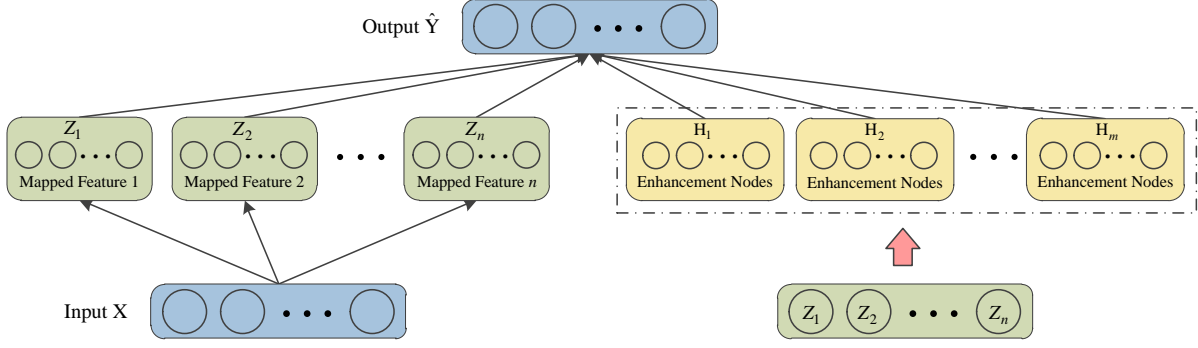 Output Ŷ
Z₁ Z₂ Zₙ H₁ H₂ Hₘ
Mapped Feature 1 Mapped Feature 2 Mapped Feature n Enhancement Nodes Enhancement Nodes Enhancement Nodes
Input X
Z₁ Z₂ Zₙ